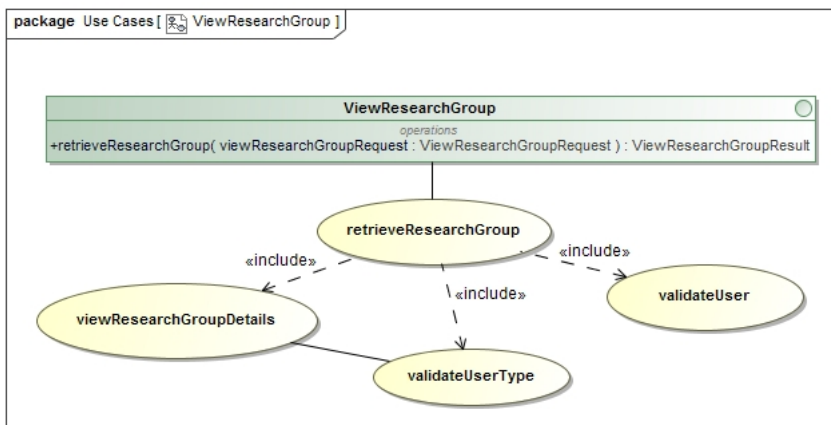 package Use Cases [ ViewResearchGroup ]
ViewResearchGroup
operations
+retrieveResearchGroup( viewResearchGroupRequest : ViewResearchGroupRequest ) : ViewResearchGroupResult
retrieveResearchGroup
«include»
«include»
«include»
validateUser
viewResearchGroupDetails
validateUserType